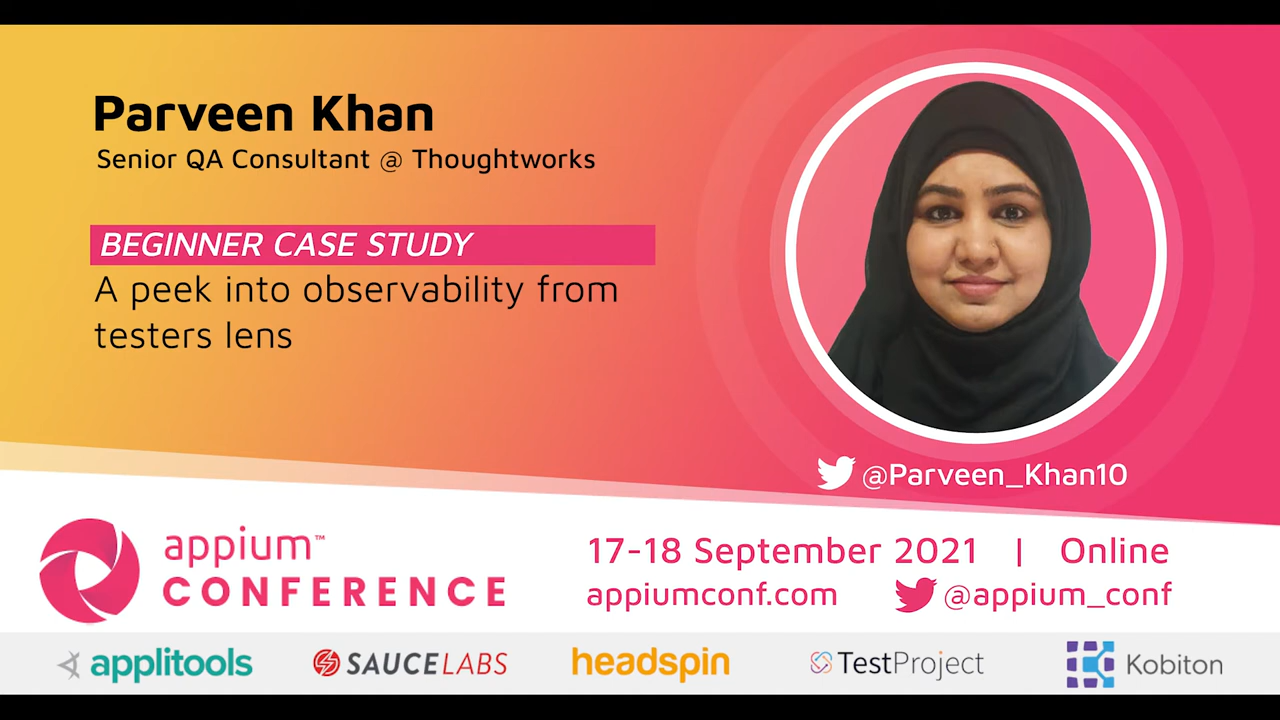 Parveen Khan
Senior QA Consultant @ Thoughtworks
BEGINNER CASE STUDY
A peek into observability from
testers lens
@Parveen_Khan10
appium™
CONFERENCE
17-18 September 2021 | Online
appiumconf.com @appium_conf
applitools SAUCELABS headspin TestProject Kobiton